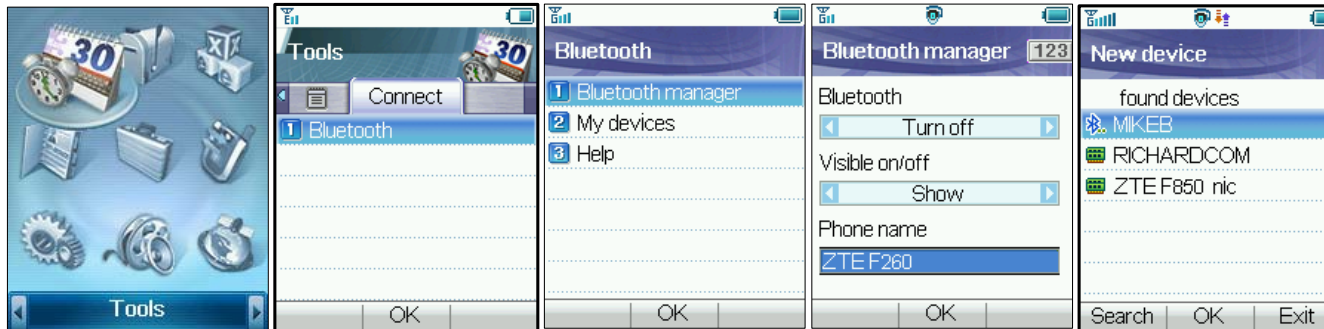 30
Tools
Tools
30
Connect
1 Bluetooth
OK
Bluetooth
1 Bluetooth manager
2 My devices
3 Help
OK
Bluetooth manager 123
Bluetooth
Turn off
Visible on/off
Show
Phone name
ZTE F260
OK
New device
found devices
MIKEB
RICHARDCOM
ZTE F850 nic
Search OK Exit